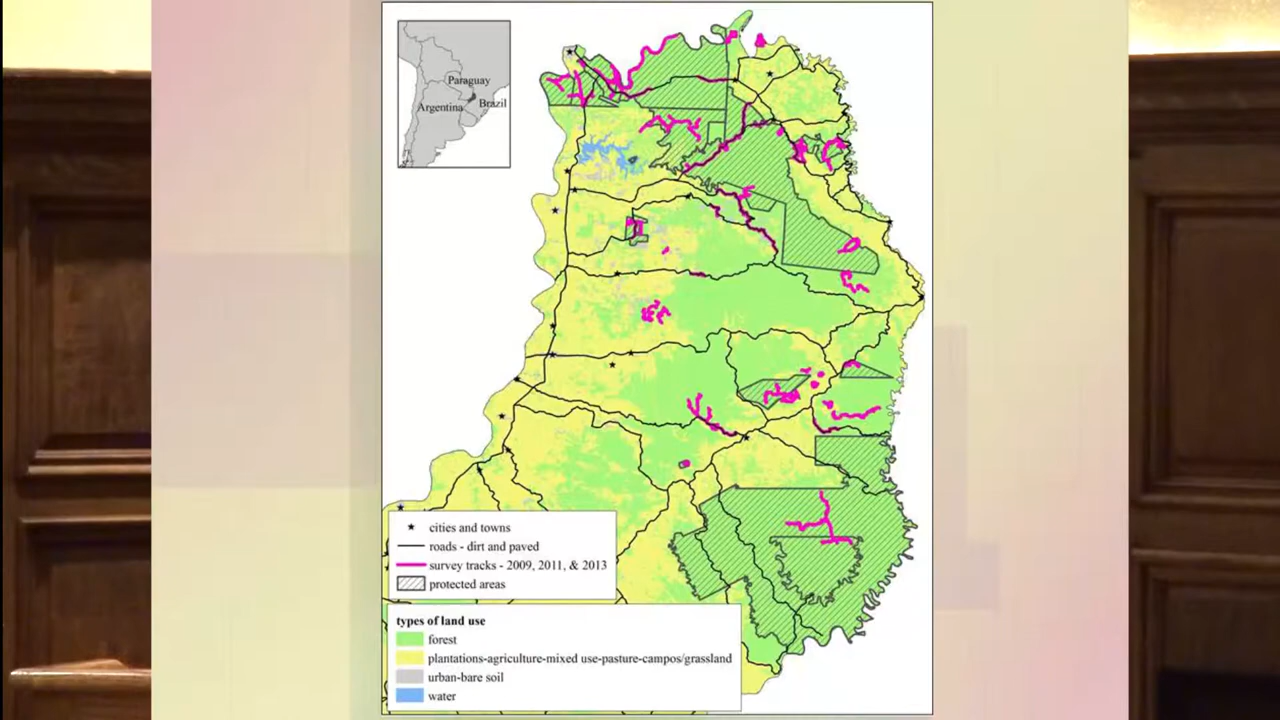 Paraguay
Argentina
Brazil
cities and towns
roads - dirt and paved
survey tracks - 2009, 2011, & 2013
protected areas
types of land use
forest
plantations-agriculture-mixed use-pasture-campos/grassland
urban-bare soil
water